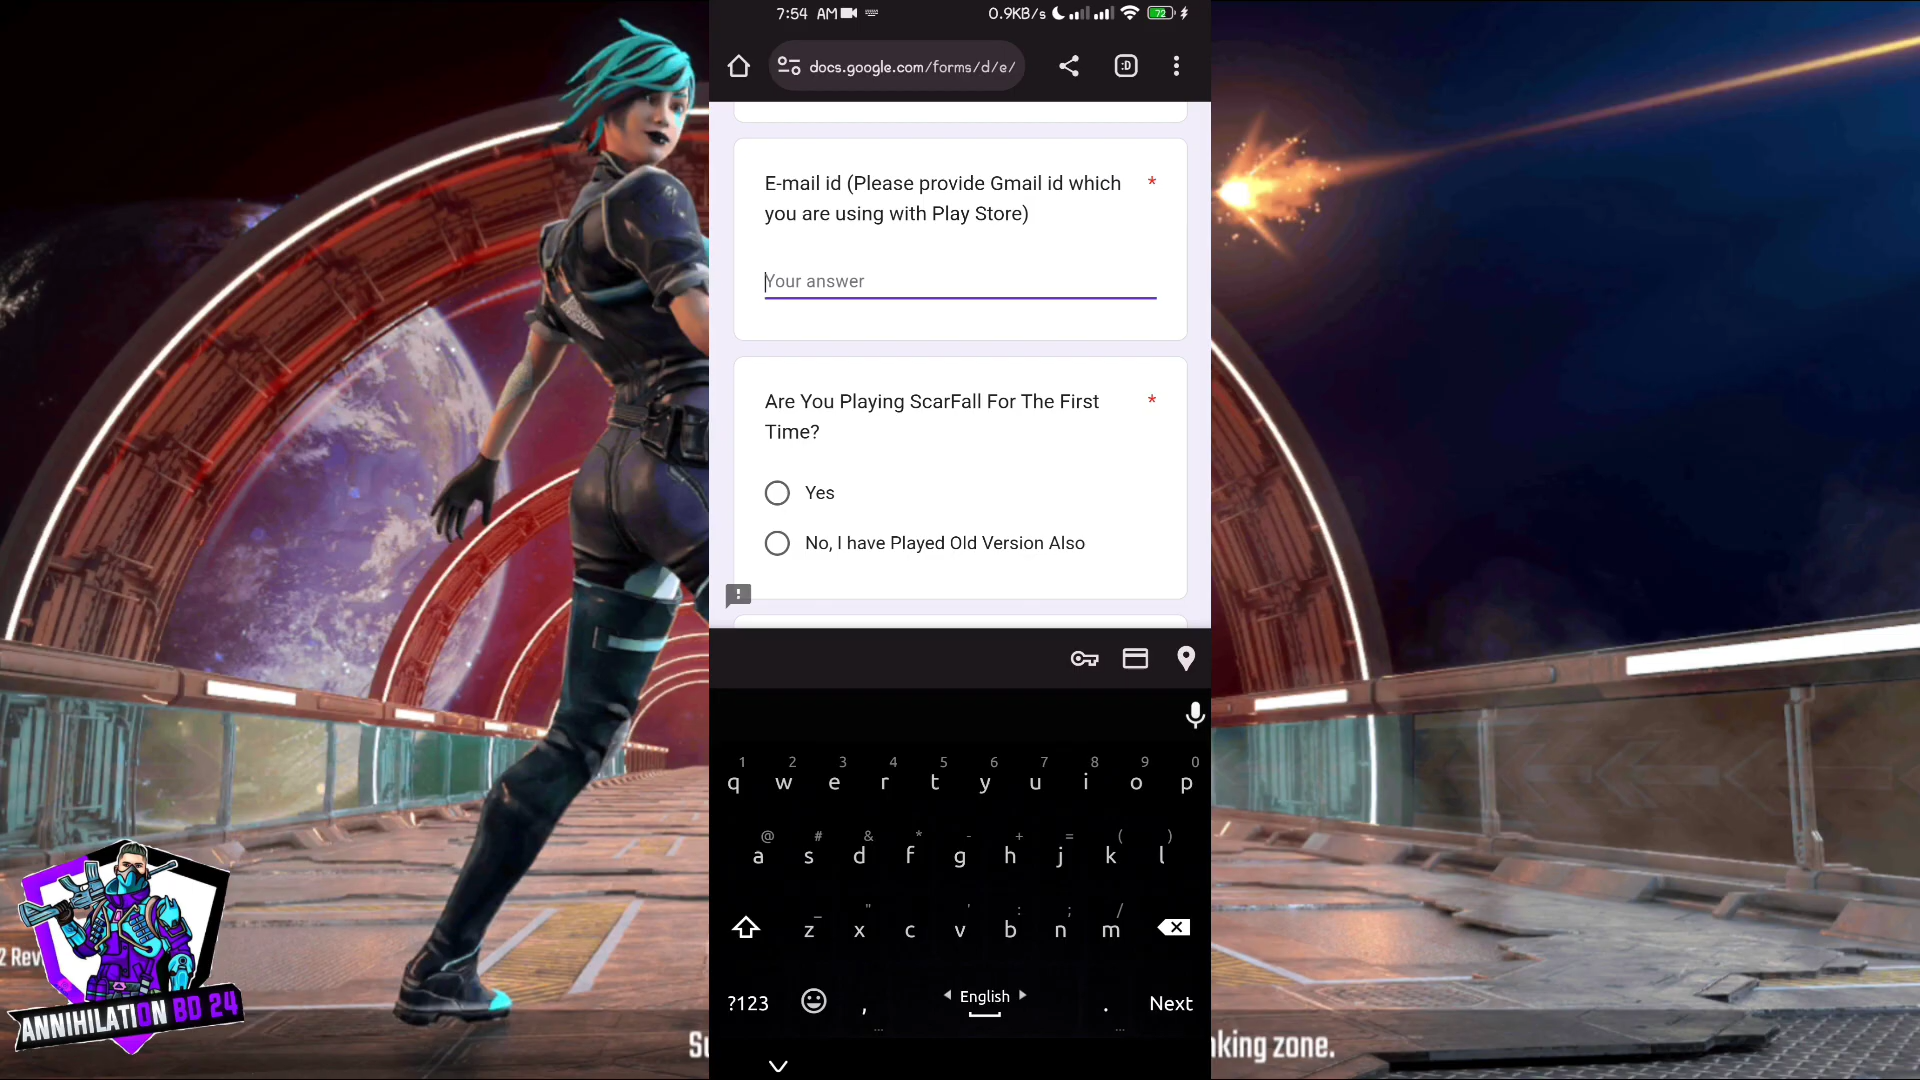 7:54 AM
0.9KB/s
72
docs.google.com/forms/d/e/
:D
E-mail id (Please provide Gmail id which *
you are using with Play Store)
Your answer
Are You Playing ScarFall For The First *
Time?
Yes
No, I have Played Old Version Also
!
1 2 3 4 5 6 7 8 9 0
q w e r t y u i o p
@ # & * - + = ( )
a s d f g h j k l
_ " ' : ; /
z x c v b n m
?123 , English . Next
2 Rev
ANNIHILATION BD 24
king zone.